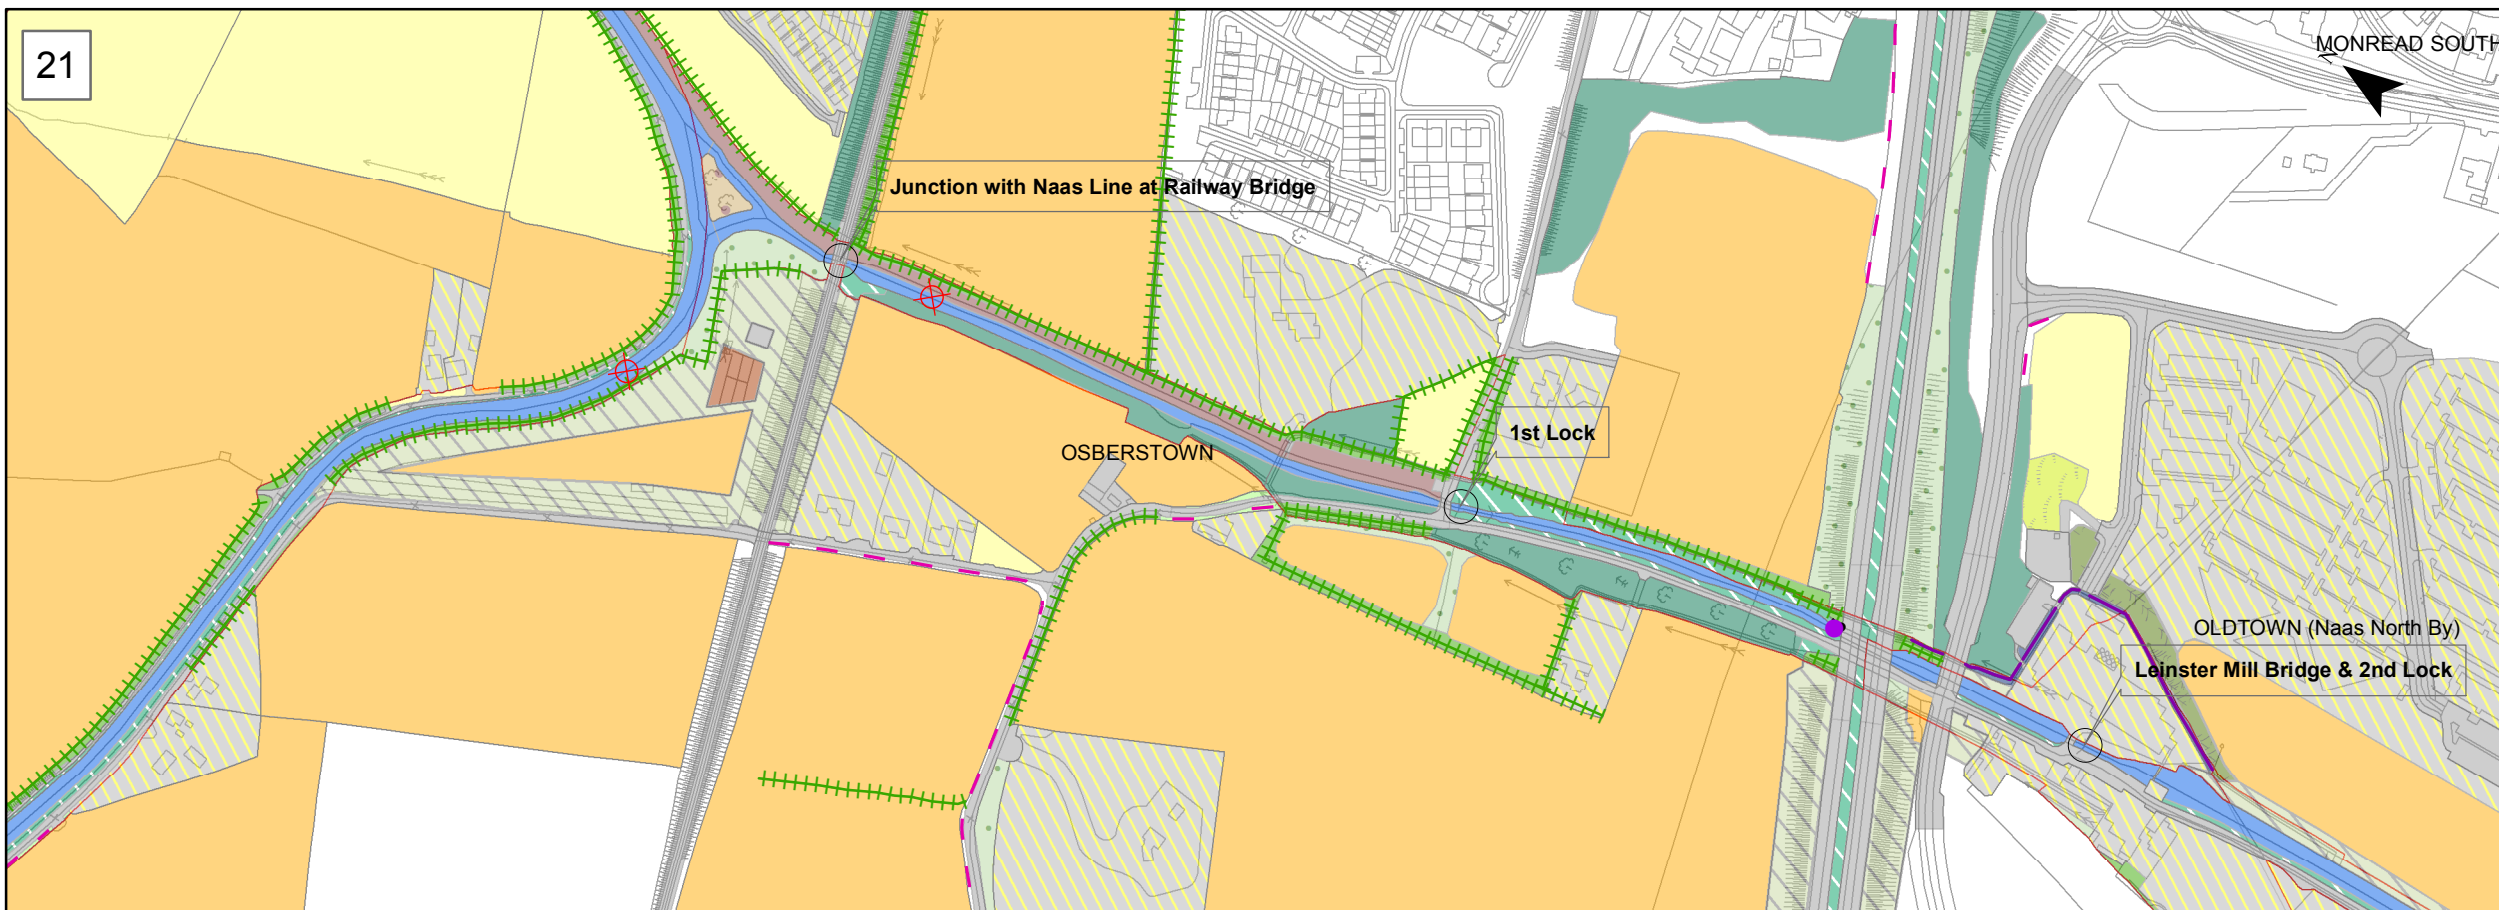 21
MONREAD SOUTH
N
Junction with Naas Line at Railway Bridge
1st Lock
OSBERSTOWN
OLDTOWN (Naas North By)
Leinster Mill Bridge & 2nd Lock